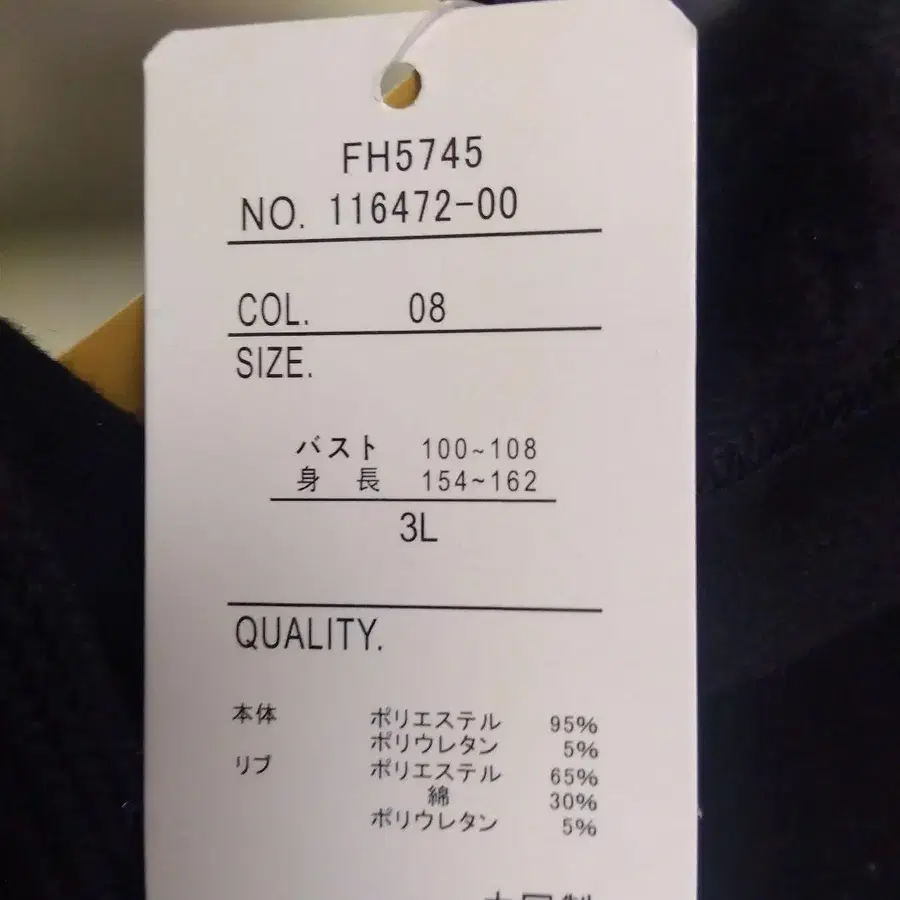 FH5745
NO. 116472-00
COL. 08
SIZE.
バスト 100~108
身長 154~162
3L
QUALITY.
本体 ポリエステル 95%
ポリウレタン 5%
リブ ポリエステル 65%
綿 30%
ポリウレタン 5%